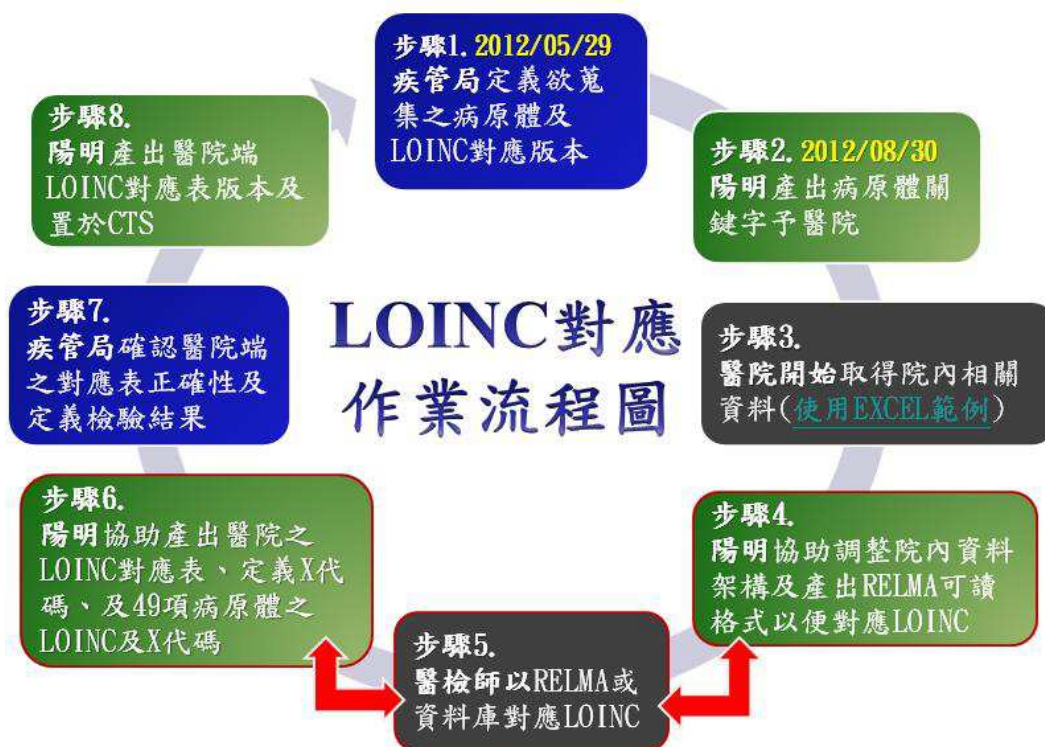 步驟1. 2012/05/29
疾管局定義欲蒐
集之病原體及
LOINC對應版本
步驟2. 2012/08/30
陽明產出病原體關
鍵字予醫院
步驟3.
醫院開始取得院內相關
資料(使用EXCEL範例)
步驟4.
陽明協助調整院內資料
架構及產出RELMA可讀
格式以便對應LOINC
步驟5.
醫檢師以RELMA或
資料庫對應LOINC
步驟6.
陽明協助產出醫院之
LOINC對應表、定義X代
碼、及49項病原體之
LOINC及X代碼
步驟7.
疾管局確認醫院端
之對應表正確性及
定義檢驗結果
步驟8.
陽明產出醫院端
LOINC對應表版本及
置於CTS
LOINC對應
作業流程圖